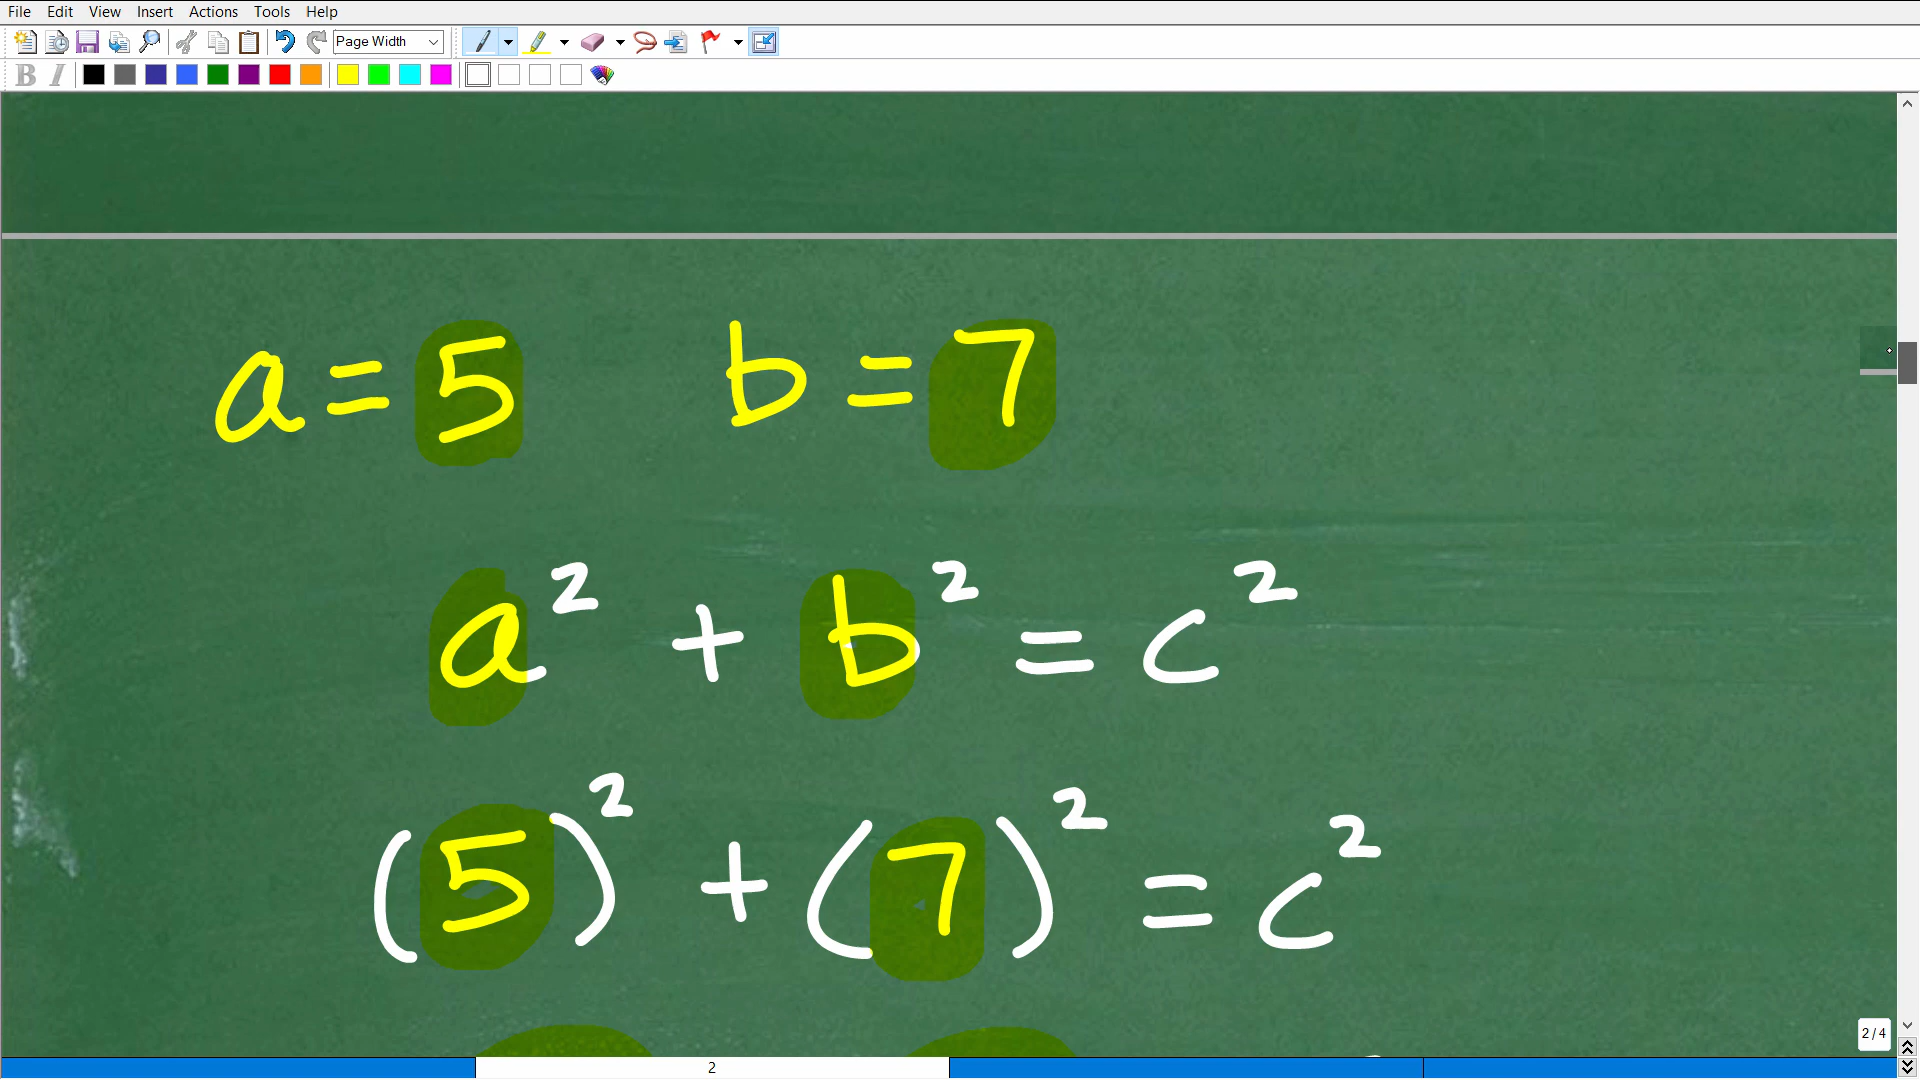 File Edit View Insert Actions Tools Help
Page Width
B I
a = 5 b = 7
a² + b² = c²
(5)² + (7)² = c²
2 / 4
2